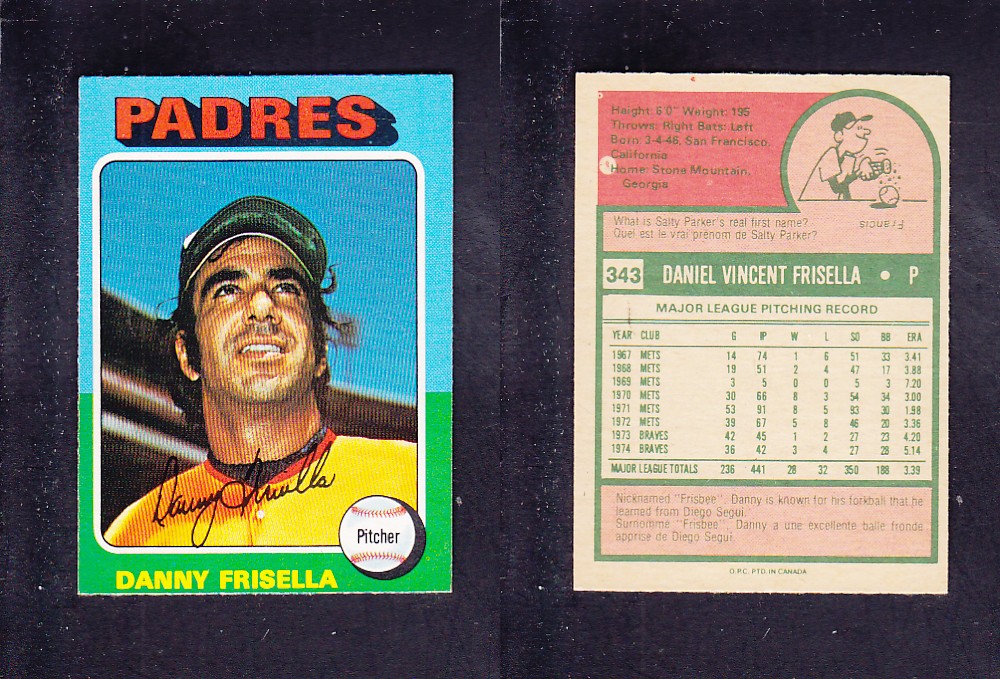 PADRES
Danny Frisella
Pitcher
DANNY FRISELLA
Height: 6'0" Weight: 195
Throws: Right Bats: Left
Born: 3-4-46, San Francisco,
California
Home: Stone Mountain,
Georgia
What is Salty Parker's real first name?
Quel est le vrai prénom de Salty Parker?
Francis
343 DANIEL VINCENT FRISELLA • P
MAJOR LEAGUE PITCHING RECORD
YEAR CLUB G IP W L SO BB ERA
1967 METS 14 74 1 6 51 33 3.41
1968 METS 19 51 2 4 47 17 3.88
1969 METS 3 5 0 0 5 3 7.20
1970 METS 30 66 8 3 54 34 3.00
1971 METS 53 91 8 5 93 30 1.98
1972 METS 39 67 5 8 46 20 3.36
1973 BRAVES 42 45 1 2 27 23 4.20
1974 BRAVES 36 42 3 4 27 28 5.14
MAJOR LEAGUE TOTALS 236 441 28 32 350 188 3.39
Nicknamed "Frisbee", Danny is known for his forkball that he
learned from Diego Segui.
Surnommé "Frisbee", Danny a une excellente balle fronde
apprise de Diego Segui.
O.P.C. PTD. IN CANADA